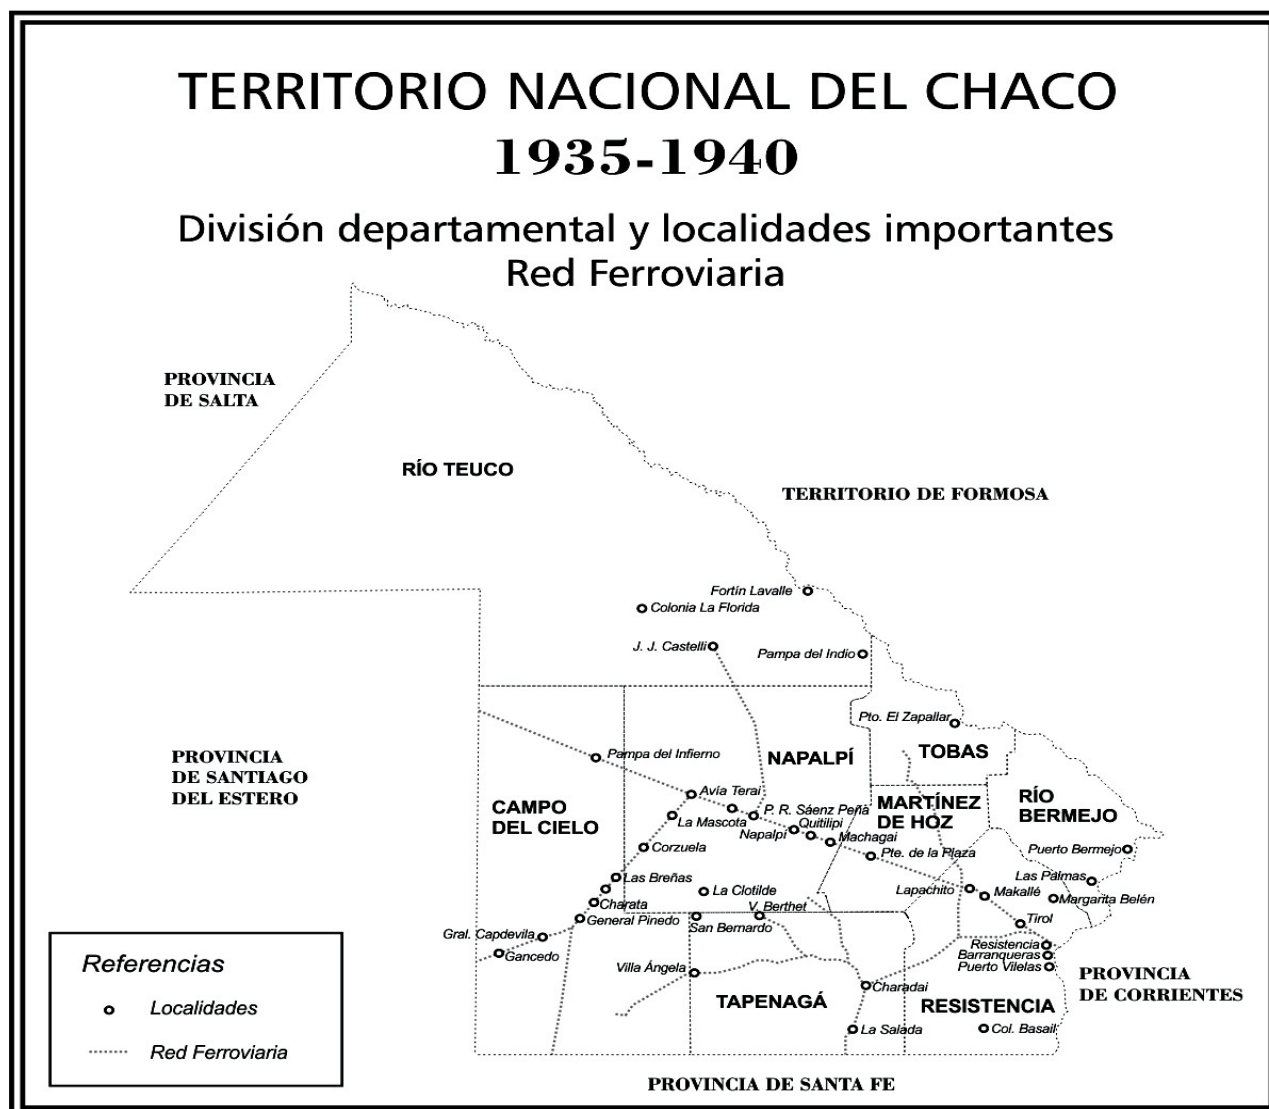 TERRITORIO NACIONAL DEL CHACO
1935-1940
División departamental y localidades importantes
Red Ferroviaria
PROVINCIA
DE SALTA
RÍO TEUCO
TERRITORIO DE FORMOSA
Fortín Lavalle
Colonia La Florida
J. J. Castelli
Pampa del Indio
Pto. El Zapallar
TOBAS
PROVINCIA
DE SANTIAGO
DEL ESTERO
Pampa del Infierno
NAPALPÍ
Avía Terai
CAMPO
DEL CIELO
MARTÍNEZ
DE HOZ
RÍO
BERMEJO
P. R. Sáenz Peña
La Mascota
Quitilipi
Napalpi
Machagai
Corzuela
Pte. de la Plaza
Puerto Bermejo
Las Breñas
Las Palmas
La Clotilde
Lapachito
Makallé
Margarita Belén
Charata
V. Berthet
General Pinedo
San Bernardo
Tirol
Gral. Capdevila
Gancedo
Resistencia
Barranqueras
Puerto Vilelas
Villa Ángela
PROVINCIA
DE CORRIENTES
Charadai
TAPENAGÁ
RESISTENCIA
La Salada
Col. Basail
PROVINCIA DE SANTA FE
Referencias
Localidades
Red Ferroviaria